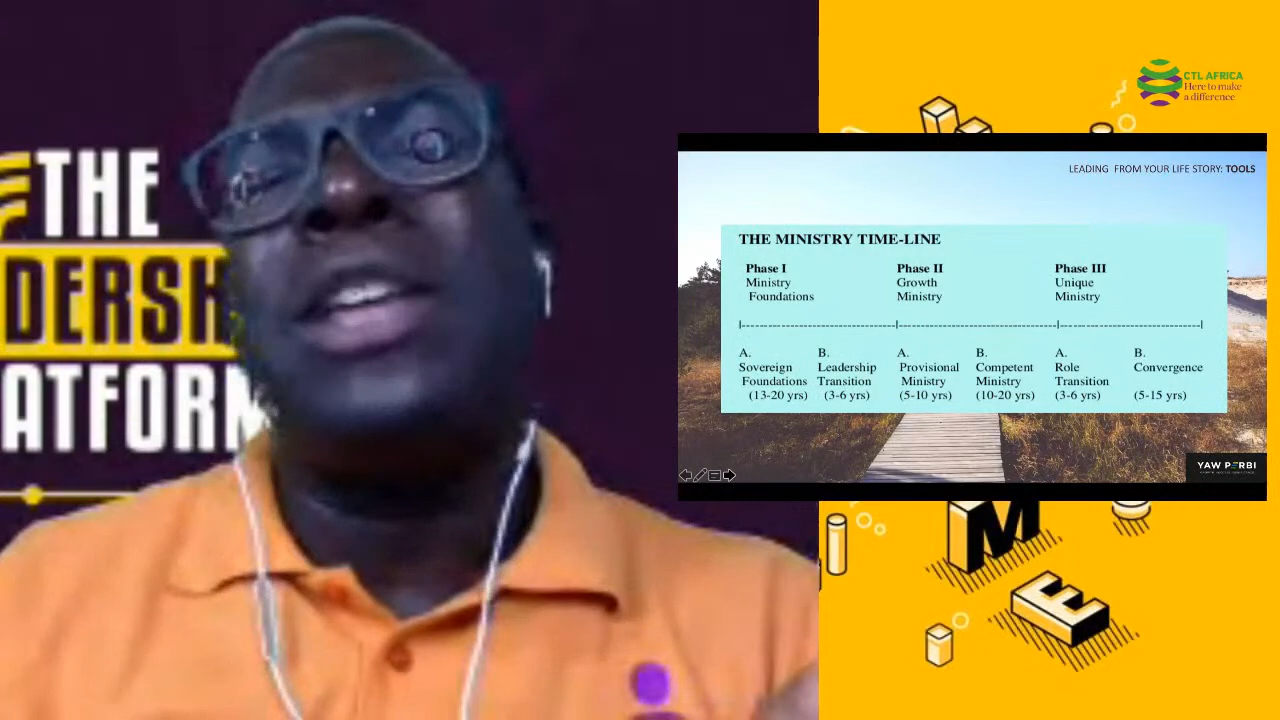 THE
DERSH
ATFORM
CTL AFRICA
Here to make
a difference
LEADING FROM YOUR LIFE STORY: TOOLS
THE MINISTRY TIME-LINE
Phase I
Ministry
Foundations
Phase II
Growth
Ministry
Phase III
Unique
Ministry
A.
Sovereign
Foundations
(13-20 yrs)
B.
Leadership
Transition
(3-6 yrs)
A.
Provisional
Ministry
(5-10 yrs)
B.
Competent
Ministry
(10-20 yrs)
A.
Role
Transition
(3-6 yrs)
B.
Convergence
(5-15 yrs)
YAW PERBI
M
E